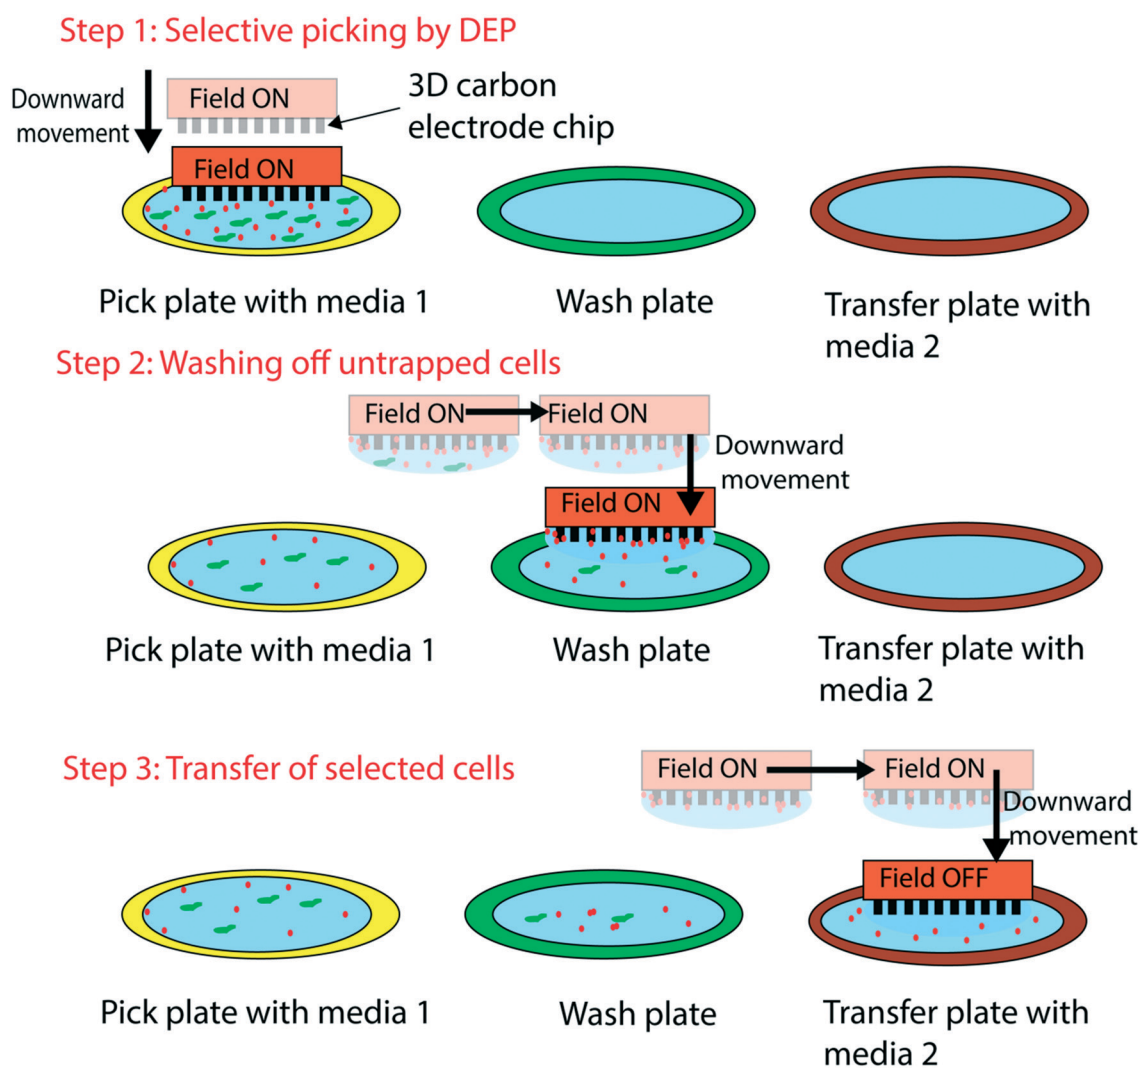 Step 1: Selective picking by DEP
Downward
movement
Field ON
3D carbon
electrode chip
Field ON
Pick plate with media 1
Wash plate
Transfer plate with
media 2
Step 2: Washing off untrapped cells
Field ON
Field ON
Downward
movement
Field ON
Pick plate with media 1
Wash plate
Transfer plate with
media 2
Step 3: Transfer of selected cells
Field ON
Field ON
Downward
movement
Field OFF
Pick plate with media 1
Wash plate
Transfer plate with
media 2